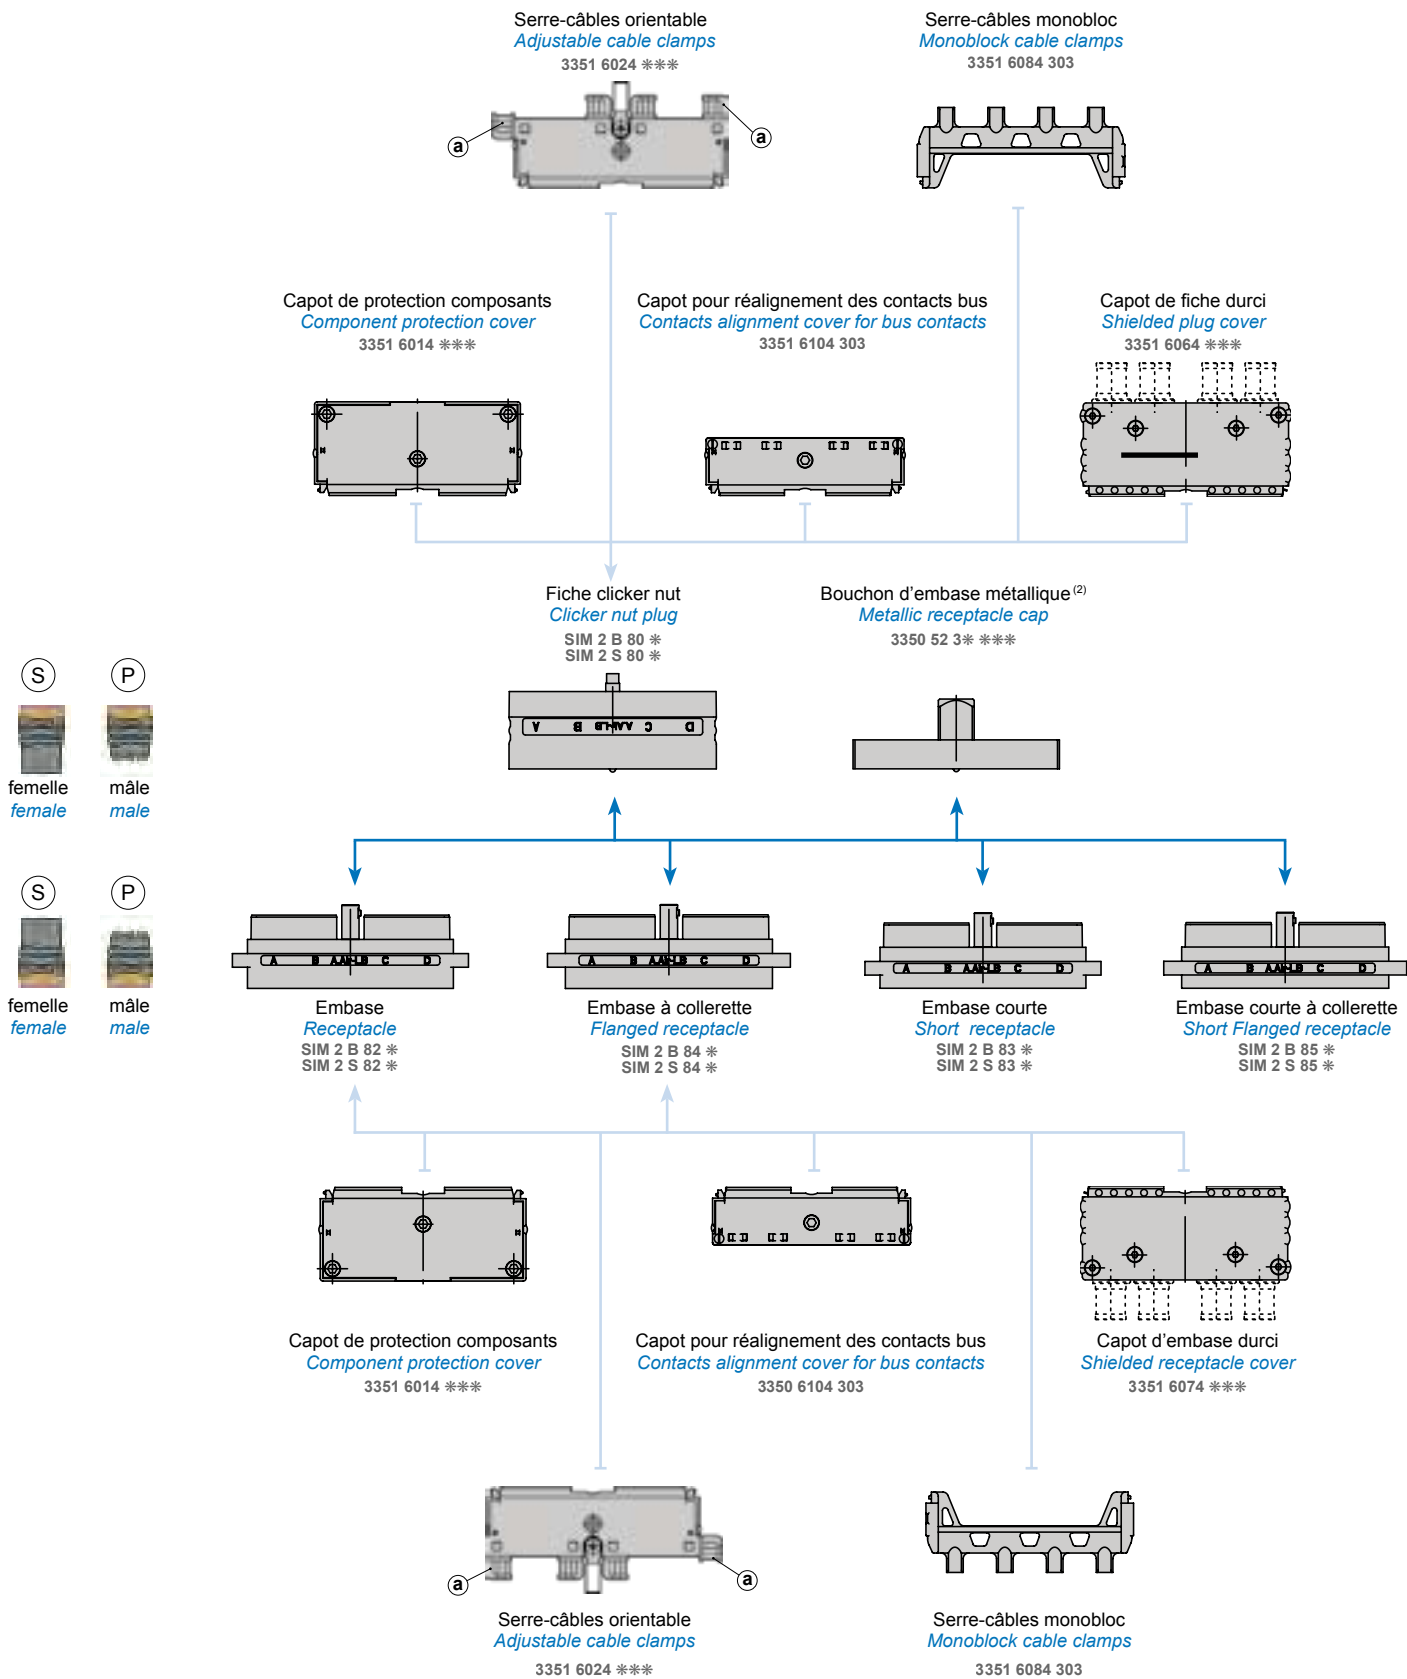 Serre-câbles orientable
Adjustable cable clamps
3351 6024 ✳✳✳
Serre-câbles monobloc
Monoblock cable clamps
3351 6084 303
a
a
Capot de protection composants
Component protection cover
3351 6014 ✳✳✳
Capot pour réalignement des contacts bus
Contacts alignment cover for bus contacts
3351 6104 303
Capot de fiche durci
Shielded plug cover
3351 6064 ✳✳✳
Fiche clicker nut
Clicker nut plug
SIM 2 B 80 ✳
SIM 2 S 80 ✳
Bouchon d'embase métallique (2)
Metallic receptacle cap
3350 52 3✳ ✳✳✳
S
P
femelle
female
mâle
male
A B C D
S
P
femelle
female
mâle
male
A B C D
A B C D
A B C D
A B C D
Embase
Receptacle
SIM 2 B 82 ✳
SIM 2 S 82 ✳
Embase à collerette
Flanged receptacle
SIM 2 B 84 ✳
SIM 2 S 84 ✳
Embase courte
Short receptacle
SIM 2 B 83 ✳
SIM 2 S 83 ✳
Embase courte à collerette
Short Flanged receptacle
SIM 2 B 85 ✳
SIM 2 S 85 ✳
Capot de protection composants
Component protection cover
3351 6014 ✳✳✳
Capot pour réalignement des contacts bus
Contacts alignment cover for bus contacts
3350 6104 303
Capot d'embase durci
Shielded receptacle cover
3351 6074 ✳✳✳
a
a
Serre-câbles orientable
Adjustable cable clamps
3351 6024 ✳✳✳
Serre-câbles monobloc
Monoblock cable clamps
3351 6084 303